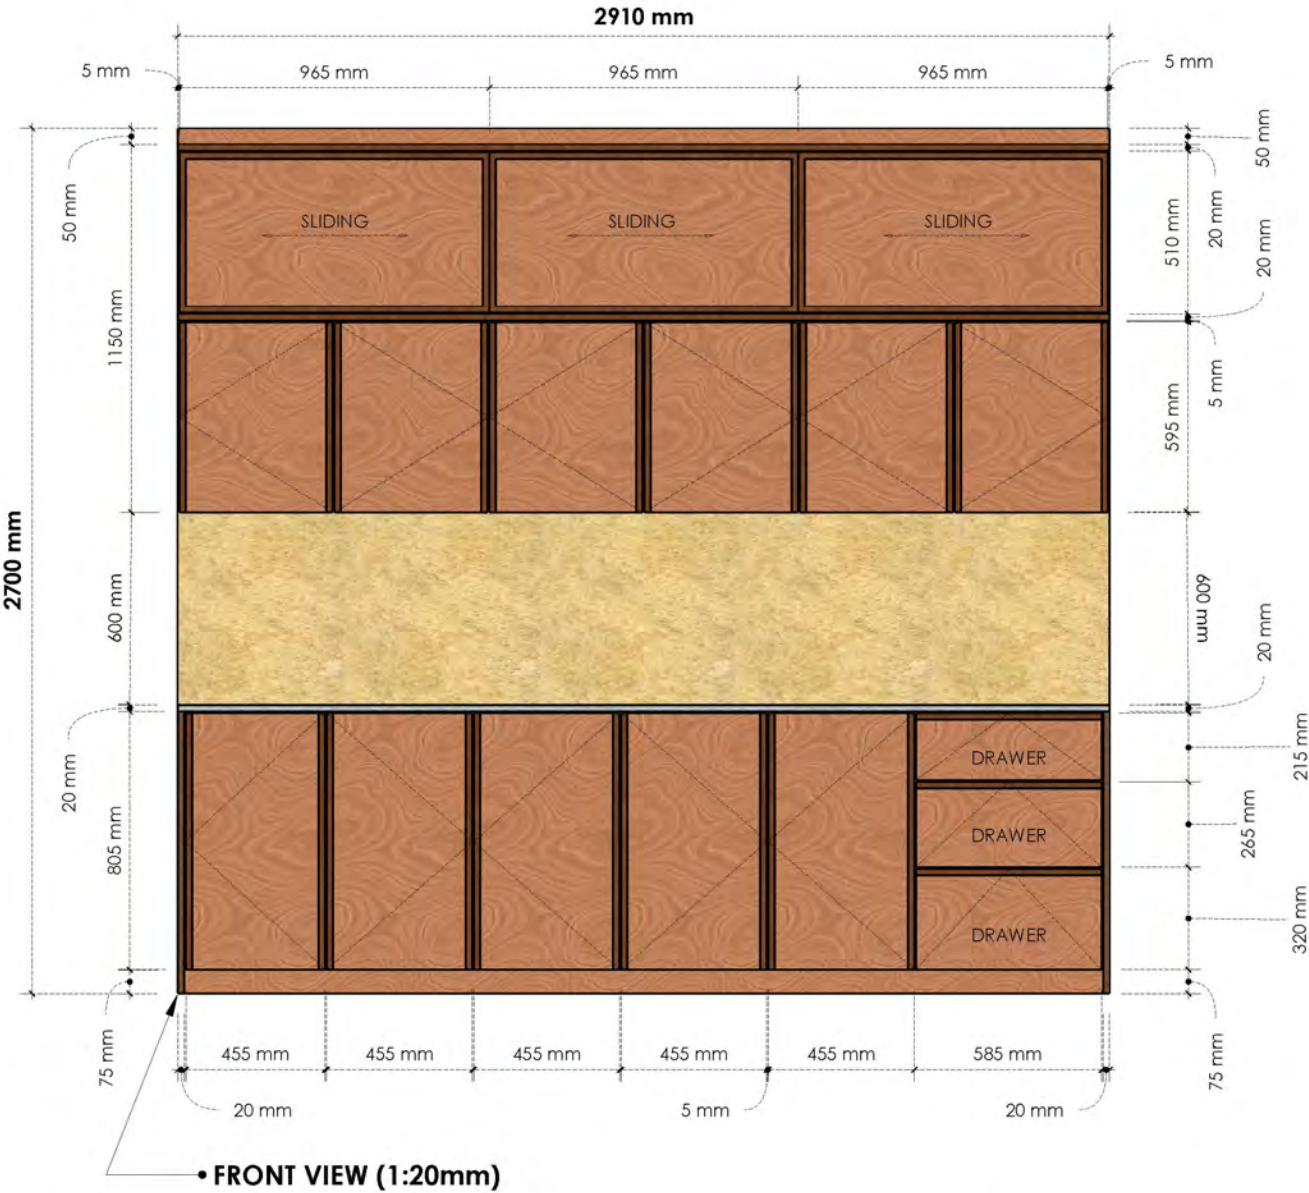 2910 mm
5 mm
965 mm
965 mm
965 mm
5 mm
50 mm
50 mm
20 mm
510 mm
20 mm
SLIDING
SLIDING
SLIDING
1150 mm
5 mm
595 mm
2700 mm
600 mm
600 mm
20 mm
20 mm
215 mm
DRAWER
805 mm
265 mm
DRAWER
320 mm
DRAWER
75 mm
75 mm
455 mm
455 mm
455 mm
455 mm
455 mm
585 mm
20 mm
5 mm
20 mm
FRONT VIEW (1:20mm)